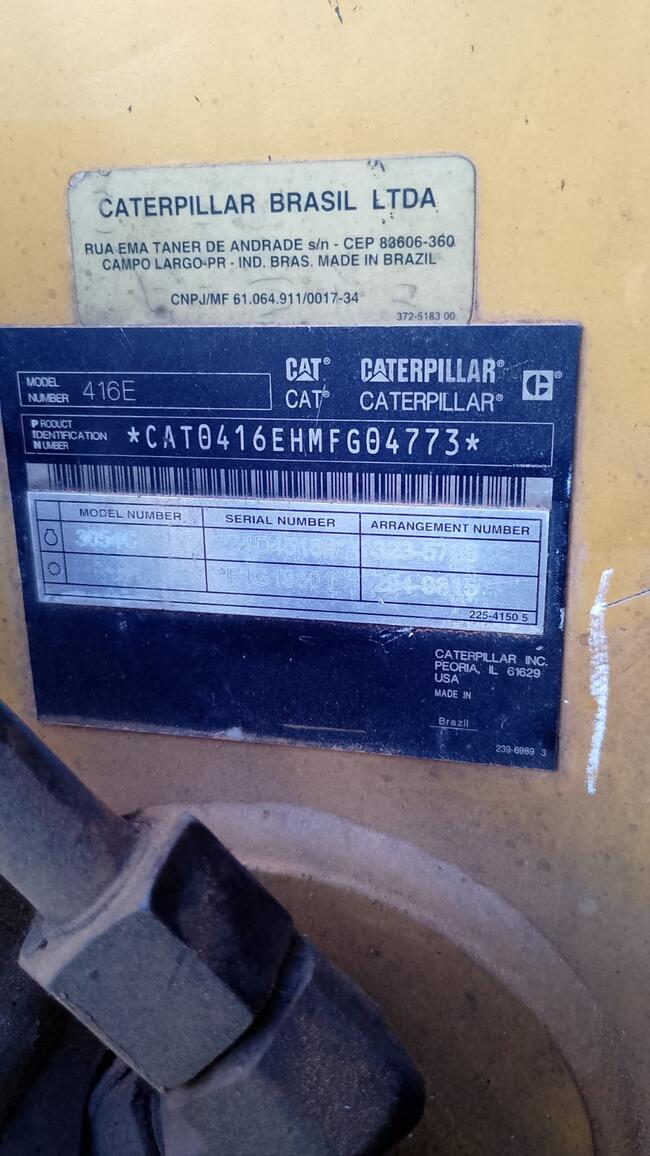 CATERPILLAR BRASIL LTDA
RUA EMA TANER DE ANDRADE s/n - CEP 83606-360
CAMPO LARGO-PR - IND. BRAS. MADE IN BRAZIL
CNPJ/MF 61.064.911/0017-34
372-5183 00
CAT® CATERPILLAR®
CAT® CATERPILLAR®
MODEL NUMBER 416E
PRODUCT IDENTIFICATION NUMBER *CAT0416EHMFG04773*
MODEL NUMBER SERIAL NUMBER ARRANGEMENT NUMBER
3054C
225-4150 5
CATERPILLAR INC.
PEORIA, IL 61629
USA
MADE IN
Brazil
239-6989 3